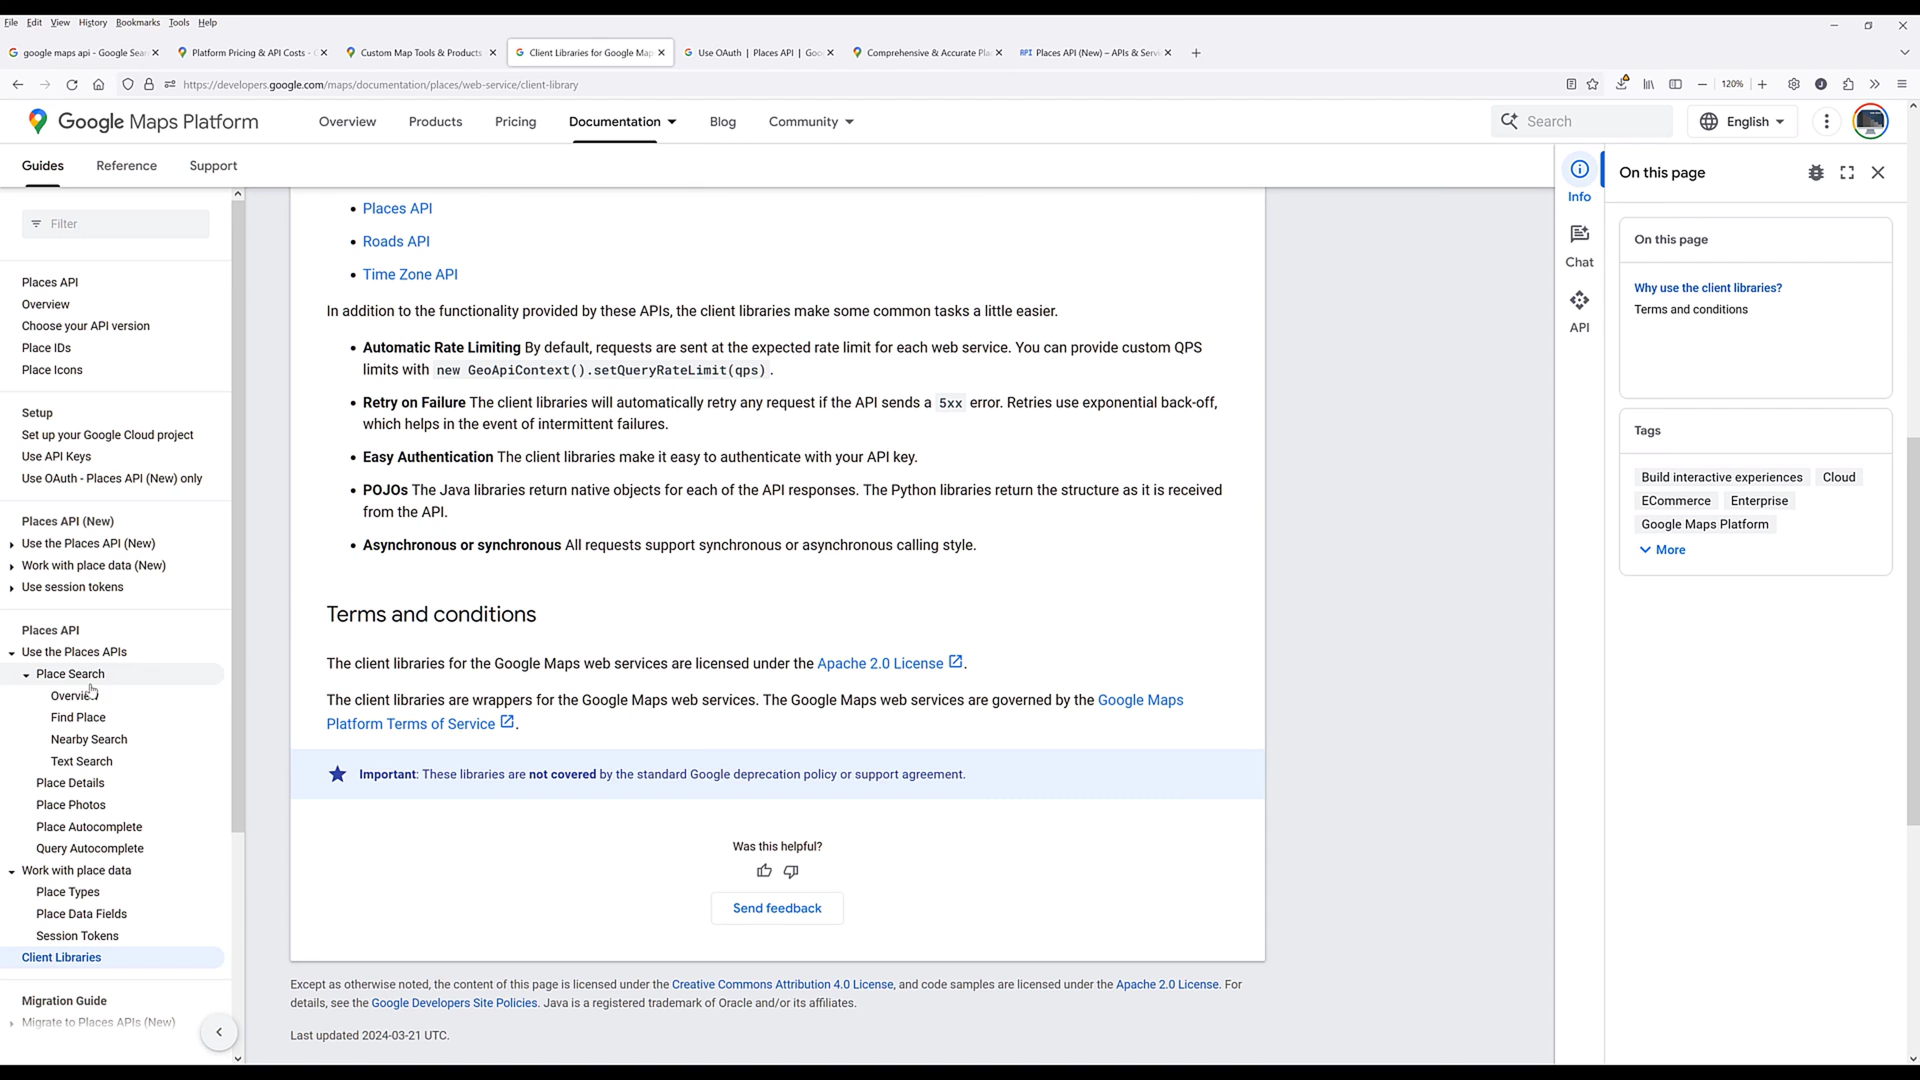 File Edit View History Bookmarks Tools Help
google maps api - Google Sea
Platform Pricing & API Costs -
Custom Map Tools & Products
Client Libraries for Google Map
Use OAuth | Places API | Goo
Comprehensive & Accurate Pla
API Places API (New) – APIs & Servi
https://developers.google.com/maps/documentation/places/web-service/client-library
120%
J
Google Maps Platform
Overview
Products
Pricing
Documentation
Blog
Community
Search
English
Guides
Reference
Support
Filter
Places API
Overview
Choose your API version
Place IDs
Place Icons
Setup
Set up your Google Cloud project
Use API Keys
Use OAuth - Places API (New) only
Places API (New)
Use the Places API (New)
Work with place data (New)
Use session tokens
Places API
Use the Places APIs
Place Search
Overview
Find Place
Nearby Search
Text Search
Place Details
Place Photos
Place Autocomplete
Query Autocomplete
Work with place data
Place Types
Place Data Fields
Session Tokens
Client Libraries
Migration Guide
Migrate to Places APIs (New)
• Places API
• Roads API
• Time Zone API
In addition to the functionality provided by these APIs, the client libraries make some common tasks a little easier.
• Automatic Rate Limiting By default, requests are sent at the expected rate limit for each web service. You can provide custom QPS
limits with new GeoApiContext().setQueryRateLimit(qps) .
• Retry on Failure The client libraries will automatically retry any request if the API sends a 5xx error. Retries use exponential back-off,
which helps in the event of intermittent failures.
• Easy Authentication The client libraries make it easy to authenticate with your API key.
• POJOs The Java libraries return native objects for each of the API responses. The Python libraries return the structure as it is received
from the API.
• Asynchronous or synchronous All requests support synchronous or asynchronous calling style.
Terms and conditions
The client libraries for the Google Maps web services are licensed under the Apache 2.0 License .
The client libraries are wrappers for the Google Maps web services. The Google Maps web services are governed by the Google Maps
Platform Terms of Service .
Important: These libraries are not covered by the standard Google deprecation policy or support agreement.
Was this helpful?
Send feedback
Except as otherwise noted, the content of this page is licensed under the Creative Commons Attribution 4.0 License, and code samples are licensed under the Apache 2.0 License. For
details, see the Google Developers Site Policies. Java is a registered trademark of Oracle and/or its affiliates.
Last updated 2024-03-21 UTC.
Info
Chat
API
On this page
On this page
Why use the client libraries?
Terms and conditions
Tags
Build interactive experiences
Cloud
ECommerce
Enterprise
Google Maps Platform
More